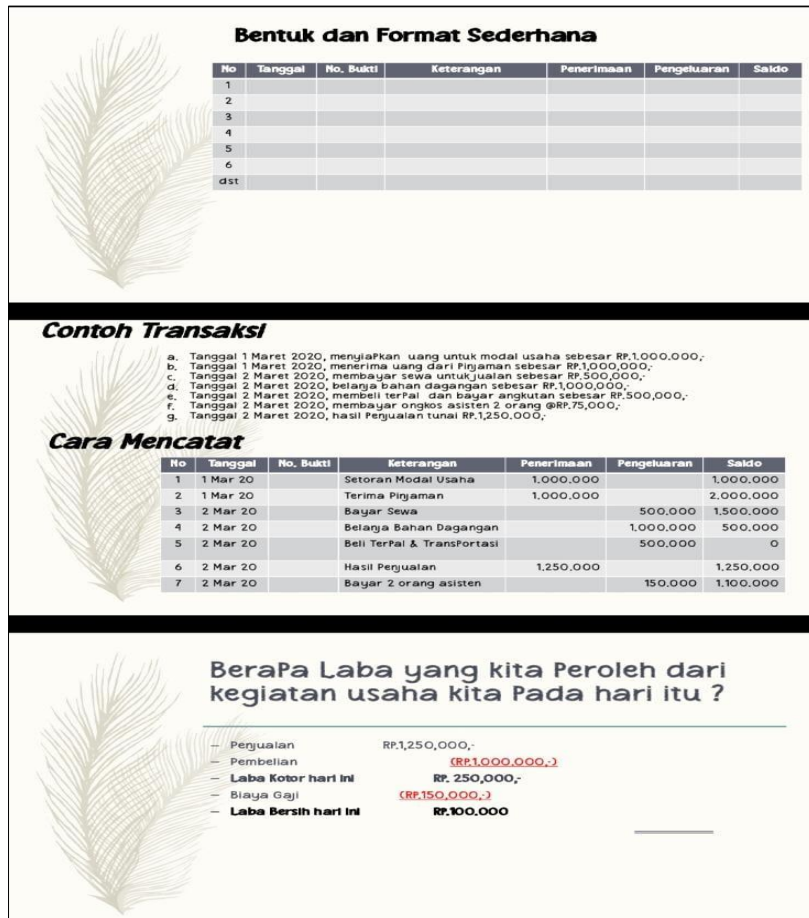 Bentuk dan Format Sederhana
No Tanggal No. Bukti Keterangan Penerimaan Pengeluaran Saldo
1
2
3
4
5
6
dst
Contoh Transaksi
a. Tanggal 1 Maret 2020, menyiapkan uang untuk modal usaha sebesar RP.1.000.000,-
b. Tanggal 1 Maret 2020, menerima uang dari Pinjaman sebesar RP.1,000,000,-
c. Tanggal 2 Maret 2020, membayar sewa untuk jualan sebesar RP.500,000,-
d. Tanggal 2 Maret 2020, belanja bahan dagangan sebesar RP.1,000,000,-
e. Tanggal 2 Maret 2020, membeli terPal dan bayar angkutan sebesar RP.500,000,-
f. Tanggal 2 Maret 2020, membayar ongkos asisten 2 orang @RP.75,000,-
g. Tanggal 2 Maret 2020, hasil Penjualan tunai RP.1,250,000,-
Cara Mencatat
No Tanggal No. Bukti Keterangan Penerimaan Pengeluaran Saldo
1 1 Mar 20 Setoran Modal Usaha 1,000,000 1,000,000
2 1 Mar 20 Terima Pinjaman 1,000,000 2,000,000
3 2 Mar 20 Bayar Sewa 500,000 1,500,000
4 2 Mar 20 Belanja Bahan Dagangan 1,000,000 500,000
5 2 Mar 20 Beli TerPal & TransPortasi 500,000 0
6 2 Mar 20 Hasil Penjualan 1,250,000 1,250,000
7 2 Mar 20 Bayar 2 orang asisten 150,000 1,100,000
BeraPa Laba yang kita Peroleh dari
kegiatan usaha kita Pada hari itu ?
– Penjualan RP.1,250,000,-
– Pembelian (RP.1,000.000,-)
– Laba Kotor hari ini RP. 250,000,-
– Biaya Gaji (RP.150,000,-)
– Laba Bersih hari ini RP.100.000